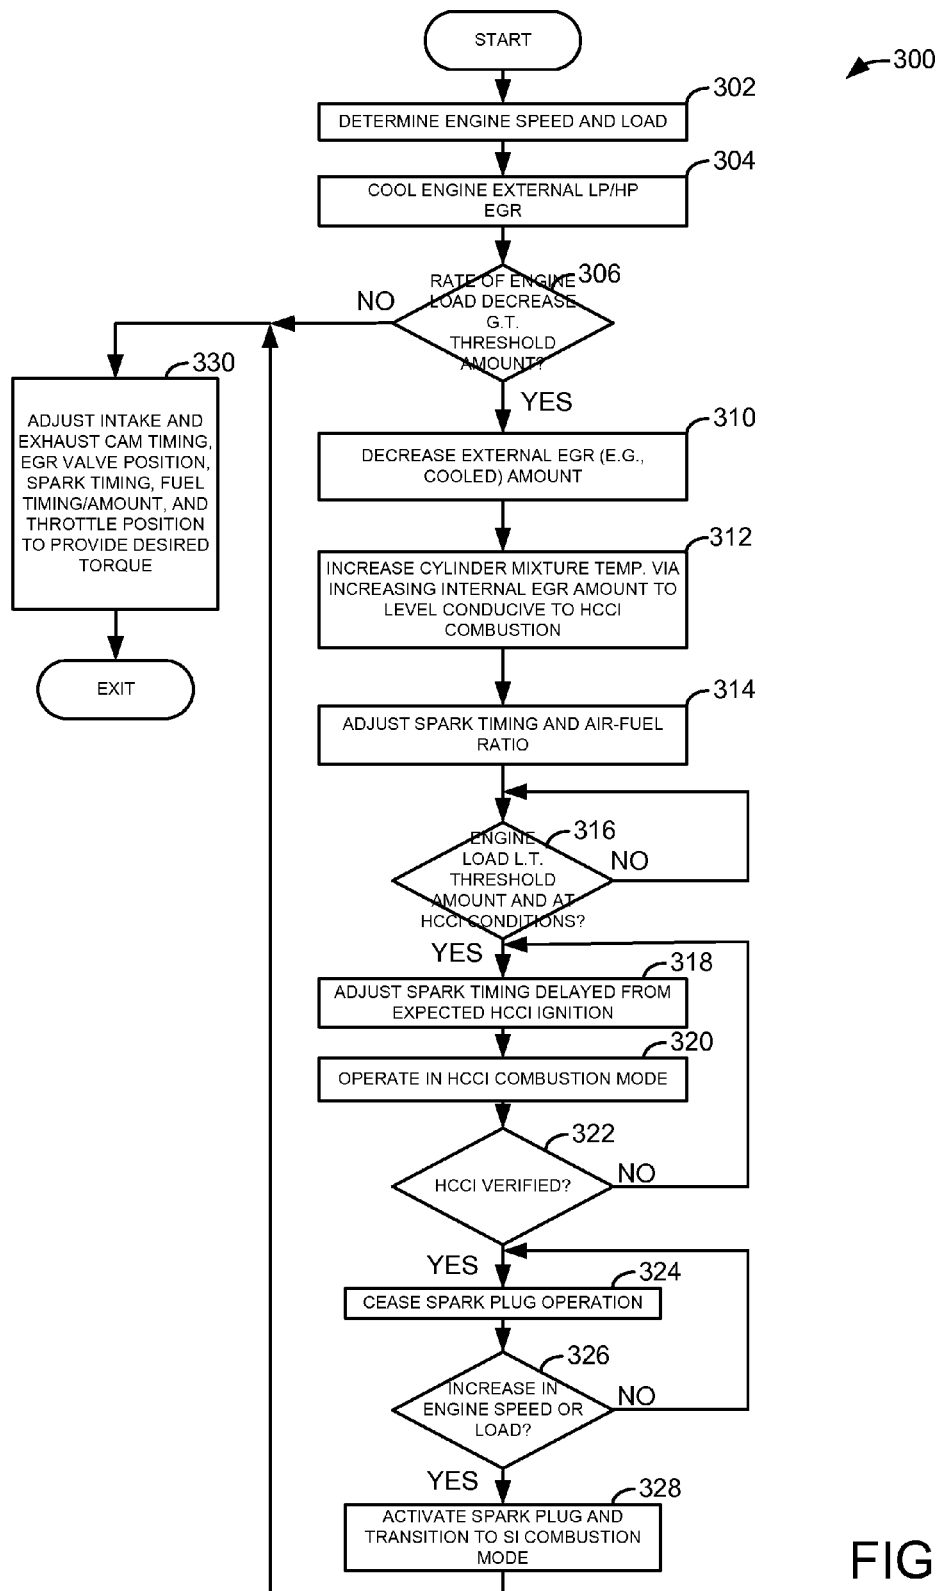 START
300
302
DETERMINE ENGINE SPEED AND LOAD
304
COOL ENGINE EXTERNAL LP/HP
EGR
306
RATE OF ENGINE
LOAD DECREASE
G.T.
THRESHOLD
AMOUNT?
NO
YES
330
ADJUST INTAKE AND
EXHAUST CAM TIMING,
EGR VALVE POSITION,
SPARK TIMING, FUEL
TIMING/AMOUNT, AND
THROTTLE POSITION
TO PROVIDE DESIRED
TORQUE
EXIT
310
DECREASE EXTERNAL EGR (E.G.,
COOLED) AMOUNT
312
INCREASE CYLINDER MIXTURE TEMP. VIA
INCREASING INTERNAL EGR AMOUNT TO
LEVEL CONDUCIVE TO HCCI
COMBUSTION
314
ADJUST SPARK TIMING AND AIR-FUEL
RATIO
316
ENGINE
LOAD L.T.
THRESHOLD
AMOUNT AND AT
HCCI CONDITIONS?
NO
YES
318
ADJUST SPARK TIMING DELAYED FROM
EXPECTED HCCI IGNITION
320
OPERATE IN HCCI COMBUSTION MODE
322
HCCI VERIFIED?
NO
YES
324
CEASE SPARK PLUG OPERATION
326
INCREASE IN
ENGINE SPEED OR
LOAD?
NO
YES
328
ACTIVATE SPARK PLUG AND
TRANSITION TO SI COMBUSTION
MODE
FIG